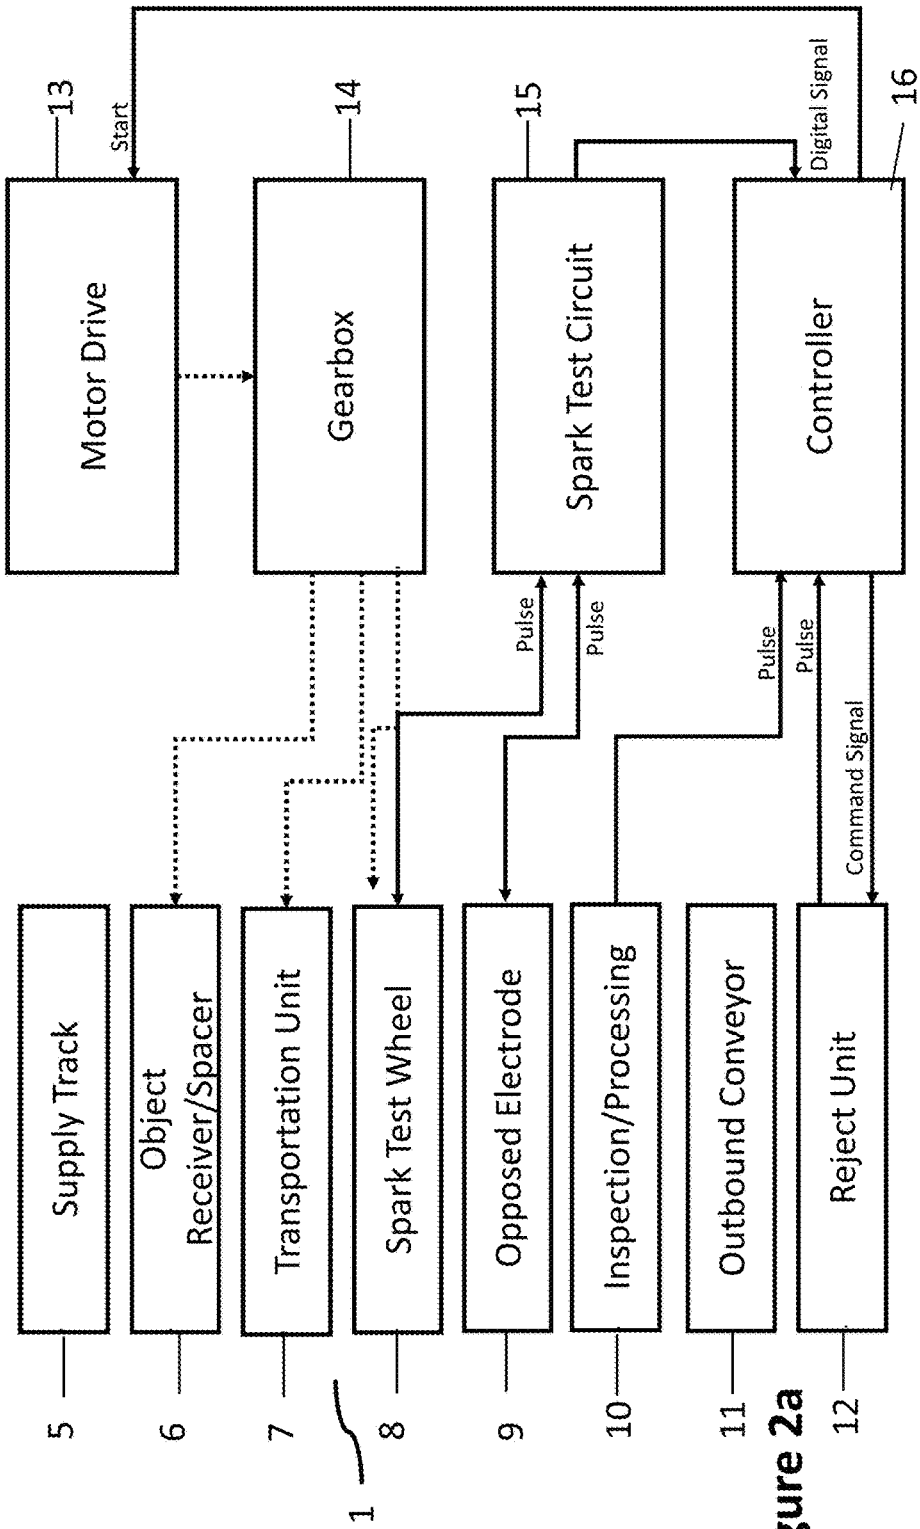 5
Supply Track
6
Object
Receiver/Spacer
7
Transportation Unit
1
8
Spark Test Wheel
9
Opposed Electrode
10
Inspection/Processing
11
Outbound Conveyor
12
Reject Unit
13
Motor Drive
Start
14
Gearbox
15
Spark Test Circuit
Pulse
Pulse
16
Controller
Digital Signal
Pulse
Pulse
Command Signal
gure 2a